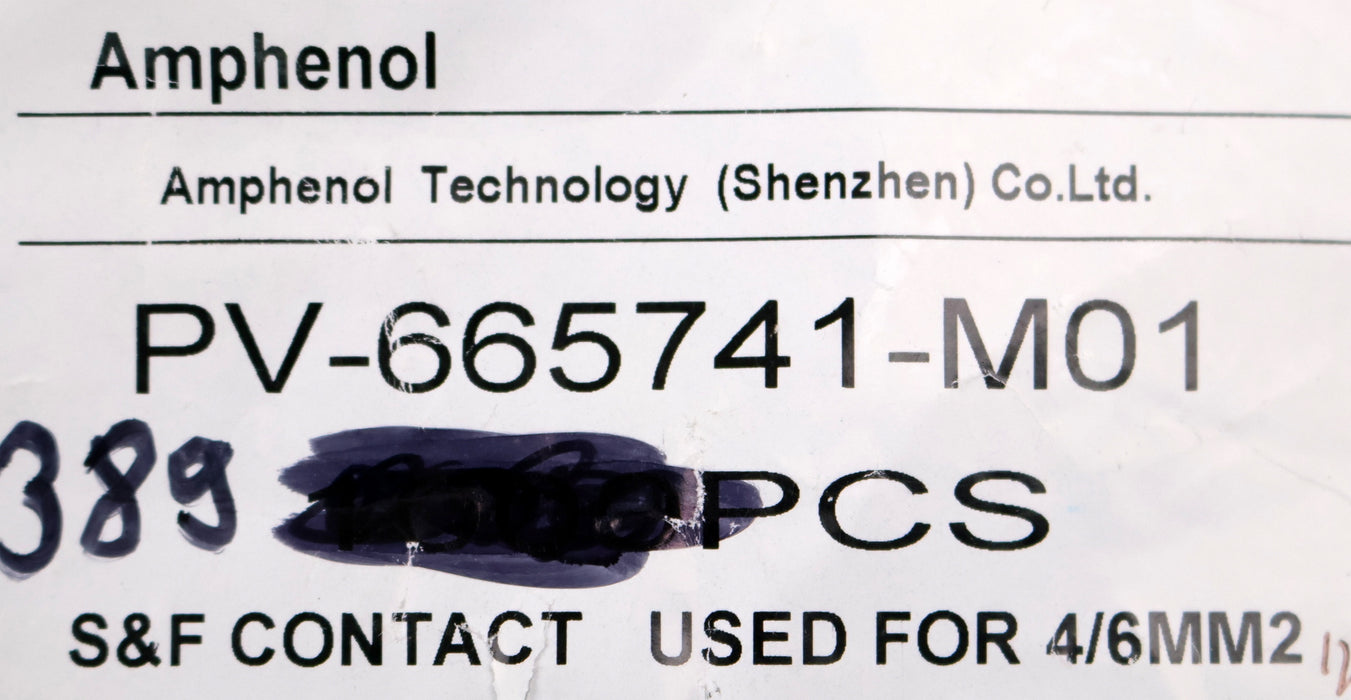 Amphenol
Amphenol Technology (Shenzhen) Co.Ltd.
PV-665741-M01
389 PCS
S&F CONTACT USED FOR 4/6MM2